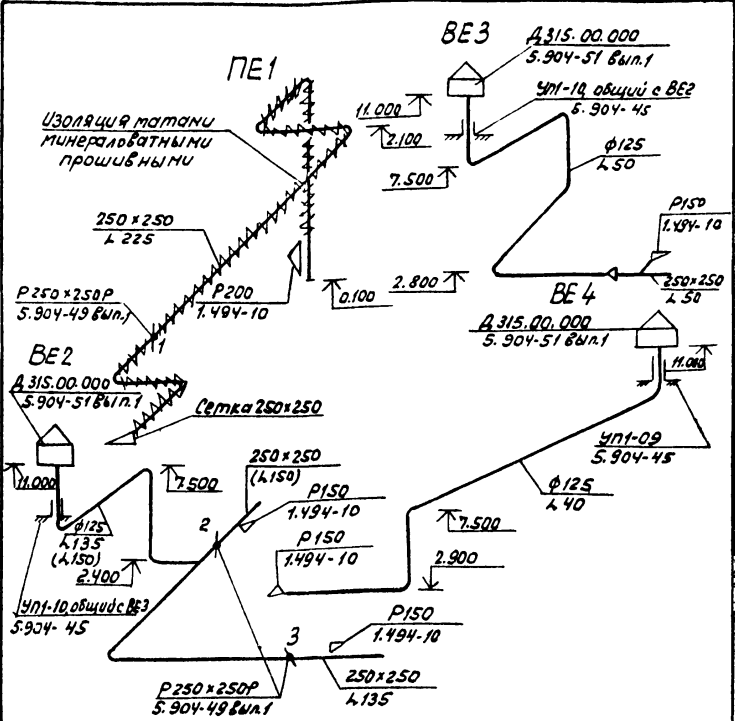 ПЕ1
Изоляция матами
минераловатными
прошивными
250×250
L225
Р250×250Р
5.904-49 вып.1
1
Р200
1.494-10
2.100
0.100
Сетка 250×250
ВЕ3
Д315.00.000
5.904-51 вып.1
УП1-10, общий с ВЕ2
5.904-45
11.000
7.500
Ф125
L50
Р150
1.494-10
2.800
250×250
L50
ВЕ4
Д315.00.000
5.904-51 вып.1
11.000
УП1-09
5.904-45
Ф125
L40
7.500
2.900
Р150
1.494-10
ВЕ2
Д315.00.000
5.904-51 вып.1
11.000
7.500
Ф125
L135
(L150)
2.400
УП1-10, общий с ВЕ3
5.904-45
250×250
(L150)
Р150
1.494-10
2
3
Р150
1.494-10
Р250×250Р
5.904-49 вып.1
250×250
L135